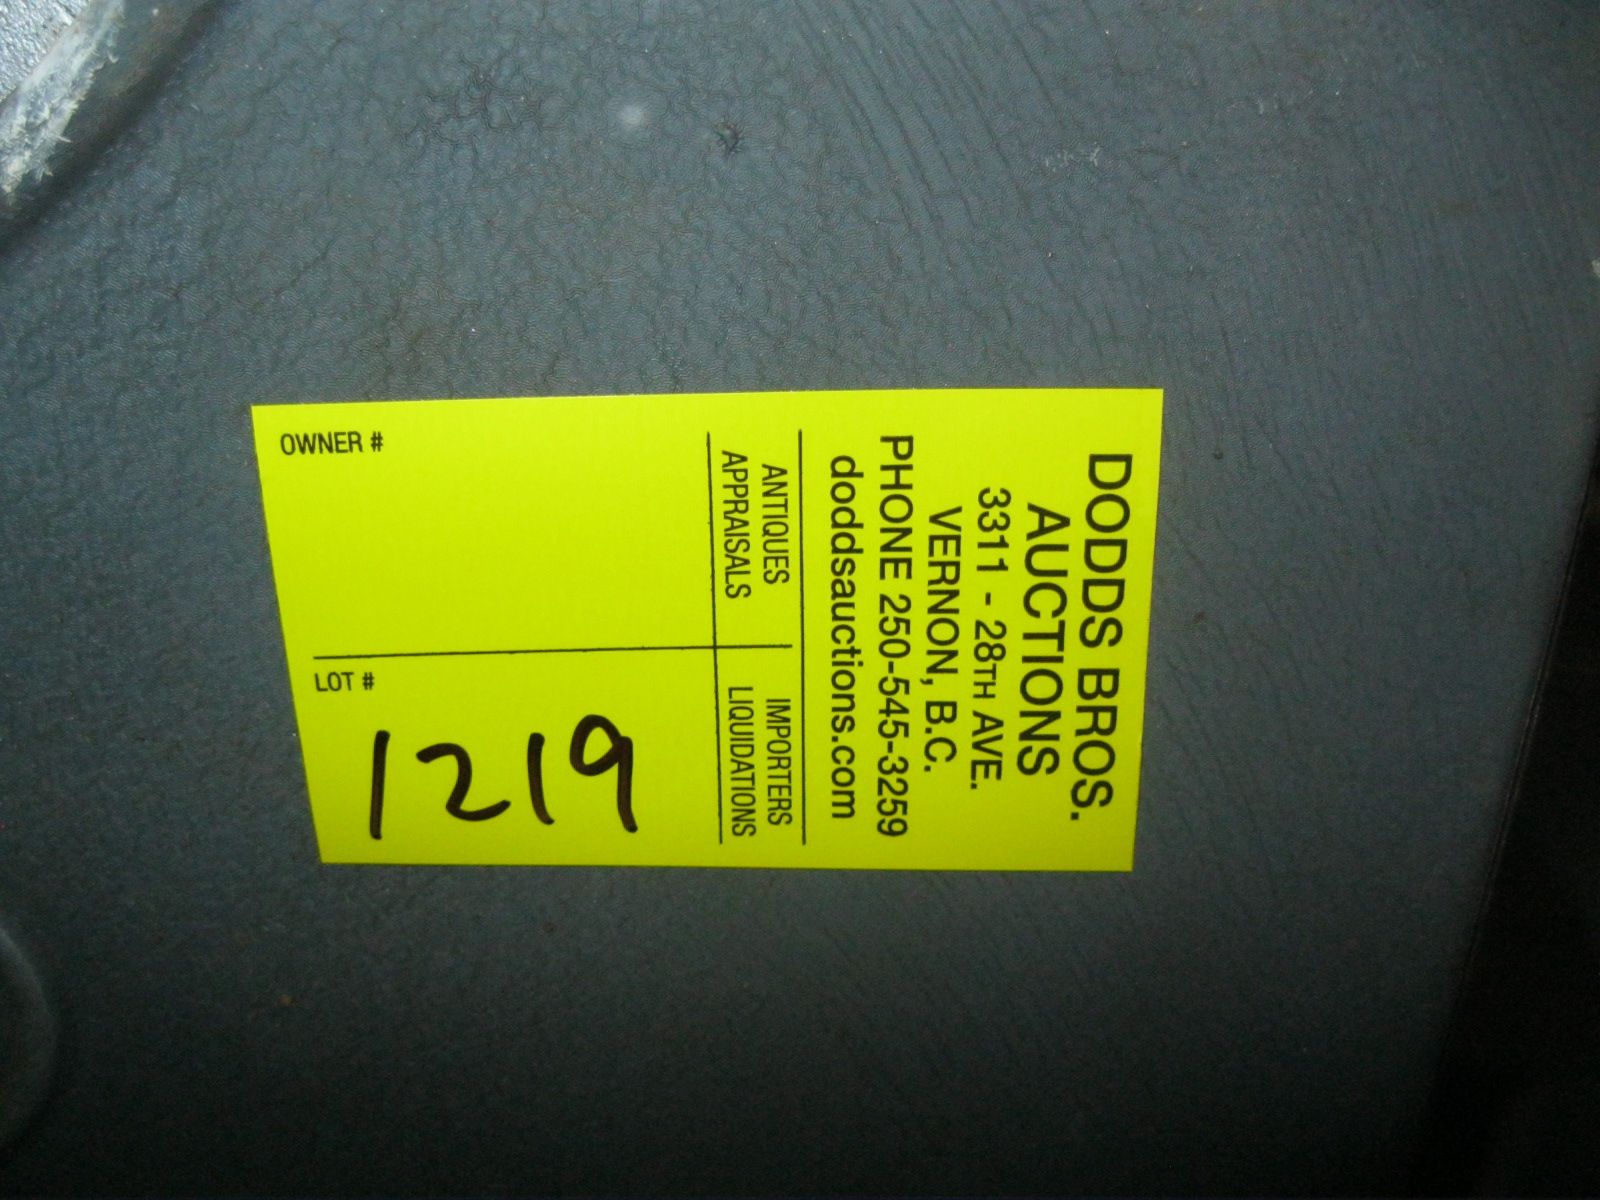 DODDS BROS.
AUCTIONS
3311 - 28TH AVE.
VERNON, B.C.
PHONE 250-545-3259
doddsauctions.com
ANTIQUES
APPRAISALS
IMPORTERS
LIQUIDATIONS
OWNER #
LOT #
1219